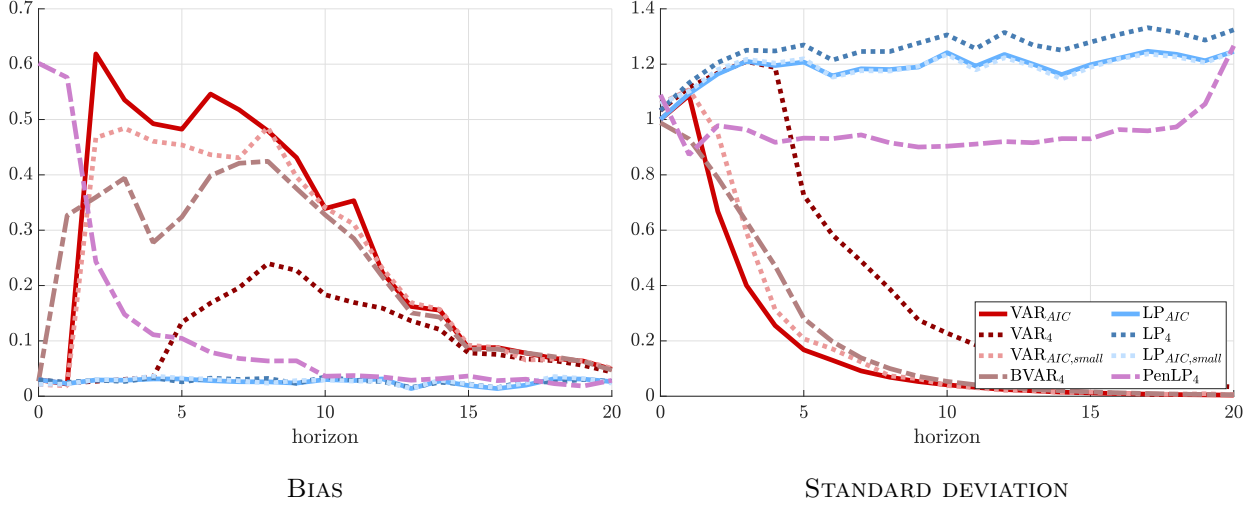 0.7
0.6
0.5
0.4
0.3
0.2
0.1
0
0 5 10 15 20
horizon
BIAS
1.4
1.2
1
0.8
0.6
0.4
0.2
0
0 5 10 15 20
horizon
VAR_AIC LP_AIC
VAR_4 LP_4
VAR_AIC,small LP_AIC,small
BVAR_4 PenLP_4
STANDARD DEVIATION